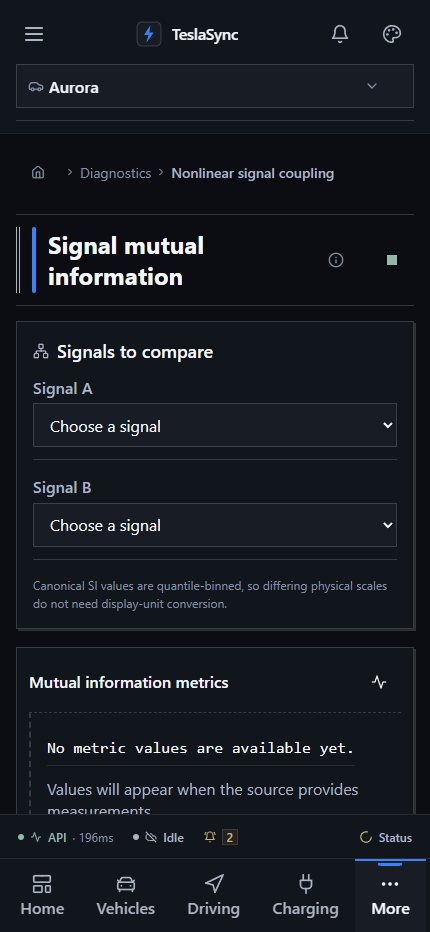 TeslaSync
Aurora
Diagnostics > Nonlinear signal coupling
Signal mutual
information
Signals to compare
Signal A
Choose a signal
Signal B
Choose a signal
Canonical SI values are quantile-binned, so differing physical scales
do not need display-unit conversion.
Mutual information metrics
No metric values are available yet.
Values will appear when the source provides
measurements
API · 196ms
Idle
2
Status
Home
Vehicles
Driving
Charging
More